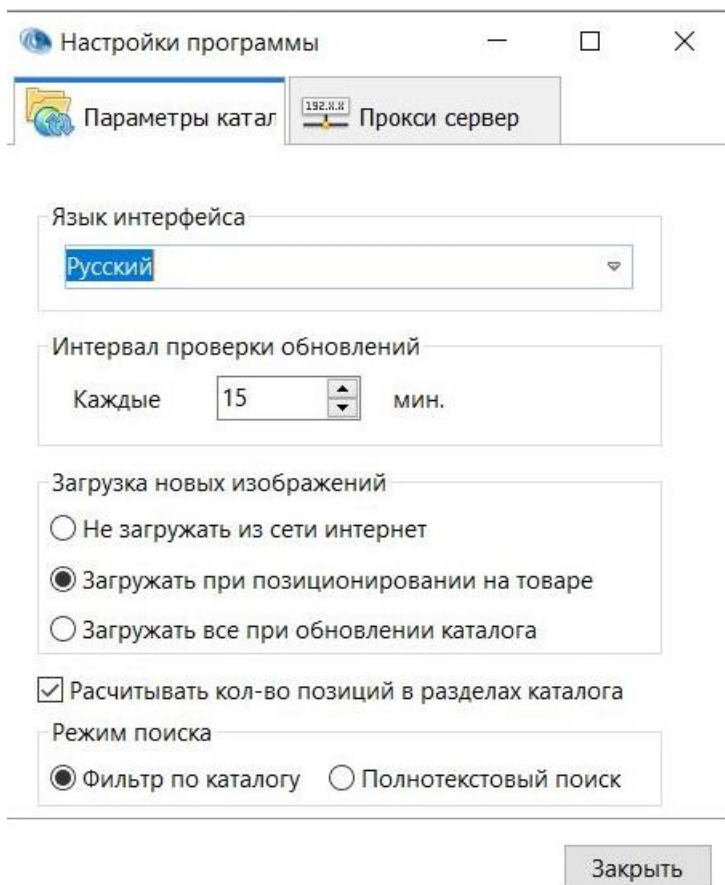 Настройки программы
Параметры катал
192.X.X
Прокси сервер
Язык интерфейса
Русский
Интервал проверки обновлений
Каждые 15 мин.
Загрузка новых изображений
Не загружать из сети интернет
Загружать при позиционировании на товаре
Загружать все при обновлении каталога
Расчитывать кол-во позиций в разделах каталога
Режим поиска
Фильтр по каталогу Полнотекстовый поиск
Закрыть